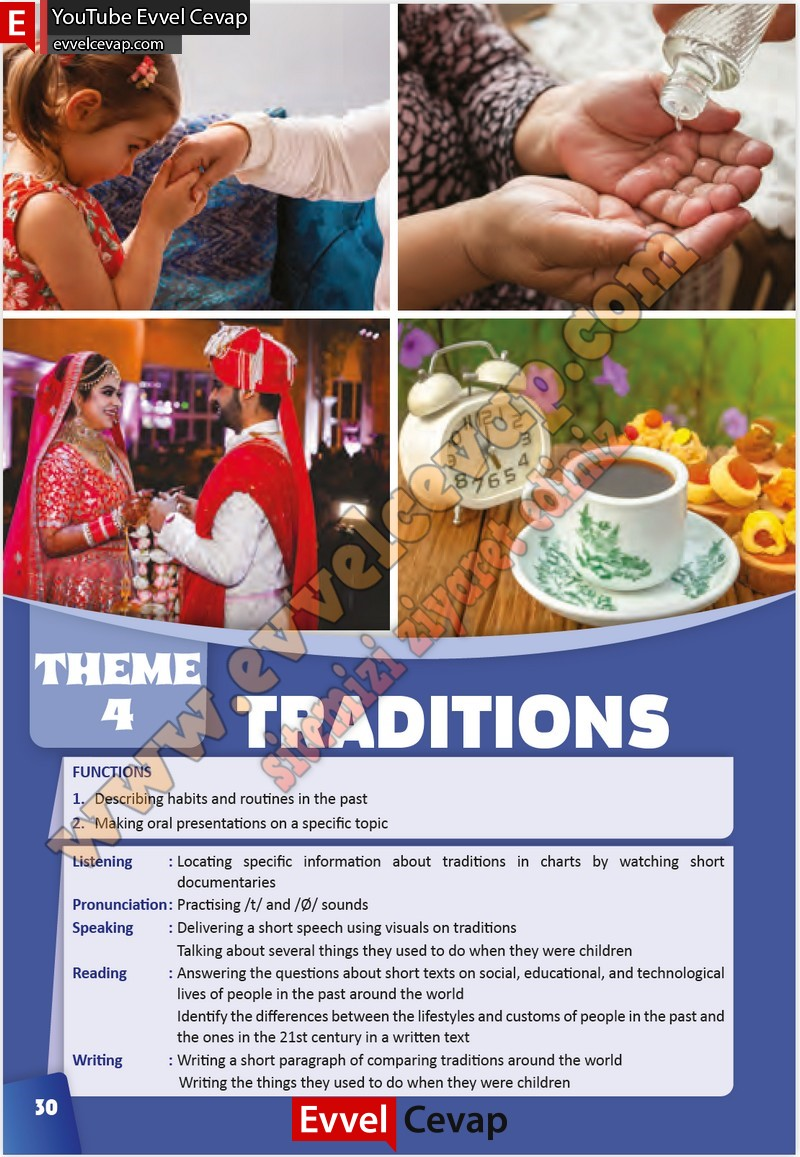 E
YouTube Evvel Cevap
evvelcevap.com
www.evvelcevap.com
sitemizi ziyaret ediniz
THEME
4
TRADITIONS
FUNCTIONS
1. Describing habits and routines in the past
2. Making oral presentations on a specific topic
Listening : Locating specific information about traditions in charts by watching short
documentaries
Pronunciation : Practising /t/ and /Ø/ sounds
Speaking : Delivering a short speech using visuals on traditions
Talking about several things they used to do when they were children
Reading : Answering the questions about short texts on social, educational, and technological
lives of people in the past around the world
Identify the differences between the lifestyles and customs of people in the past and
the ones in the 21st century in a written text
Writing : Writing a short paragraph of comparing traditions around the world
Writing the things they used to do when they were children
30
Evvel Cevap